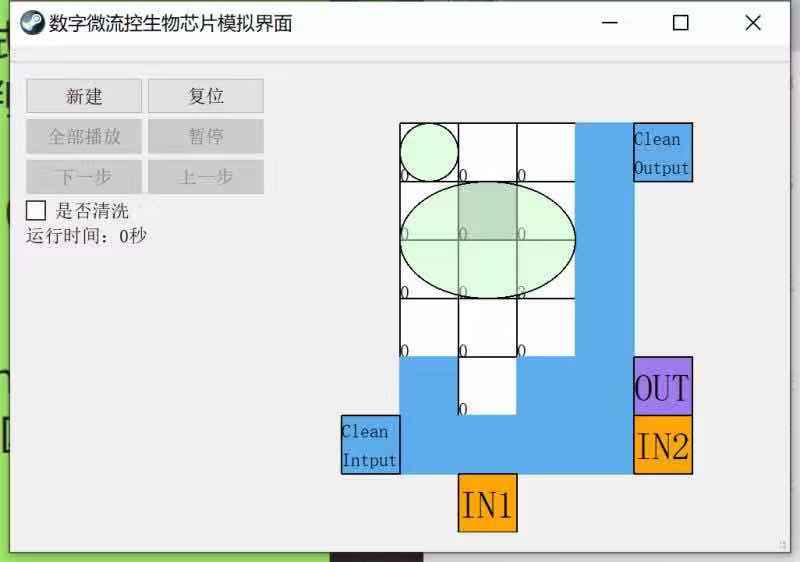 数字微流控生物芯片模拟界面
新建 复位
全部播放 暂停
下一步 上一步
是否清洗
运行时间：0秒
Clean
Output
0 0 0
0 0 0
0 0
0 0 0
0
OUT
Clean
Intput
IN2
IN1